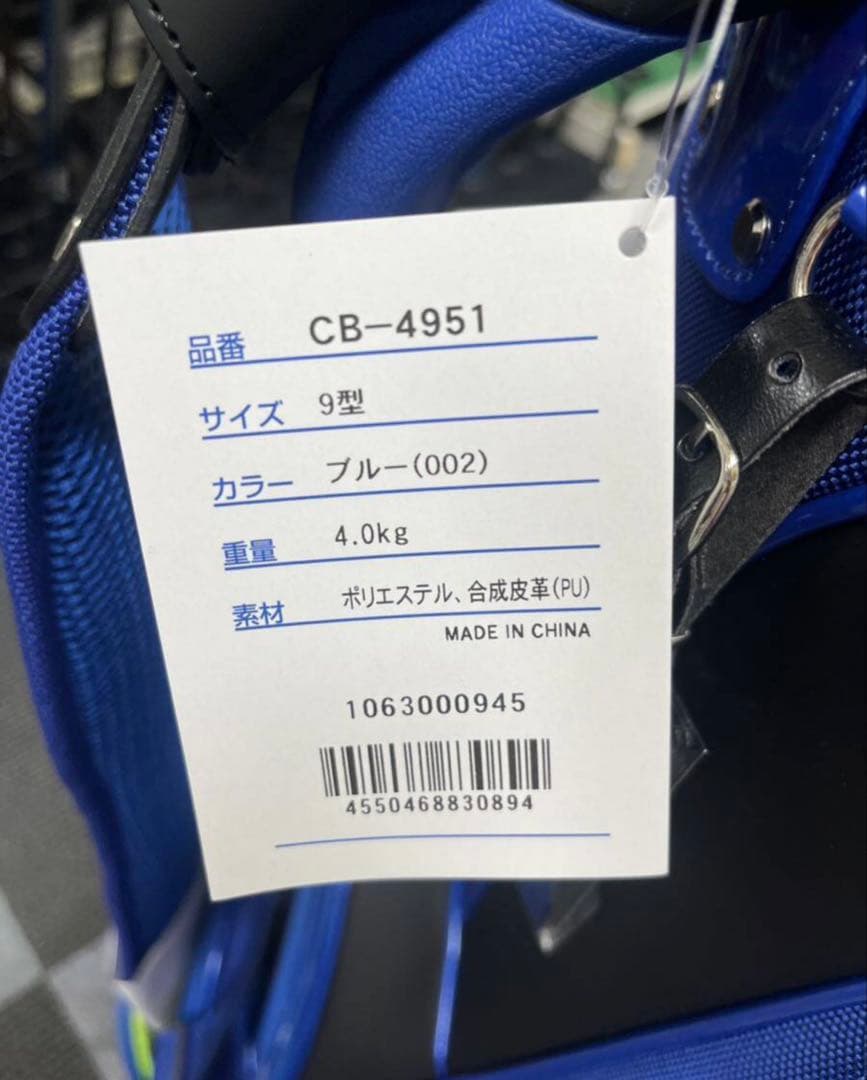 品番 CB-4951
サイズ 9型
カラー ブルー(002)
重量 4.0kg
素材 ポリエステル、合成皮革(PU)
MADE IN CHINA
1063000945
4550468830894